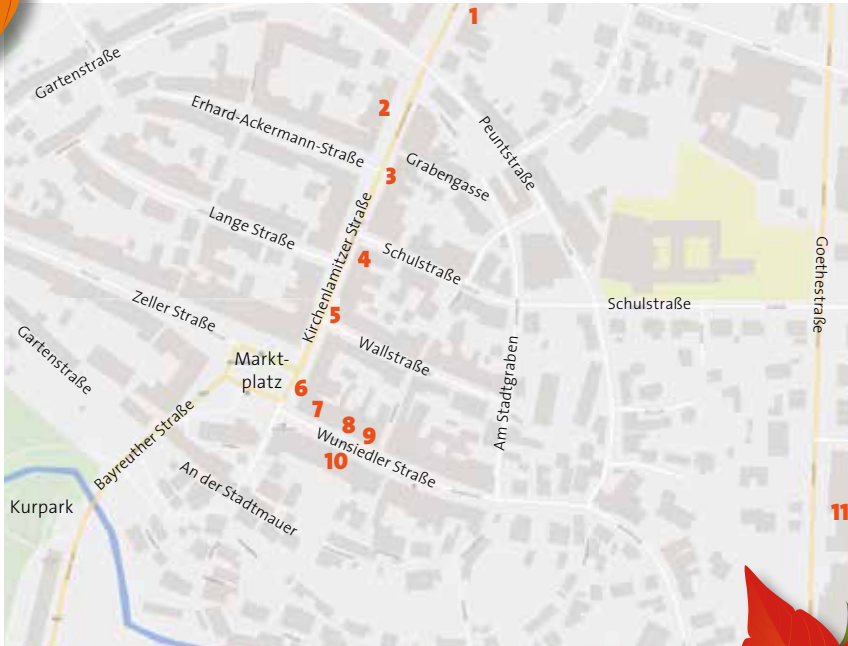 1
Gartenstraße
2
Erhard-Ackermann-Straße
Peuntstraße
3
Grabengasse
Lange Straße
Kirchenlamitzer Straße
4
Schulstraße
Goethestraße
Zeller Straße
5
Schulstraße
Gartenstraße
Wallstraße
Markt-
platz
6
Am Stadtgraben
7
8
9
Bayreuther Straße
Wunsiedler Straße
10
An der Stadtmauer
Kurpark
11